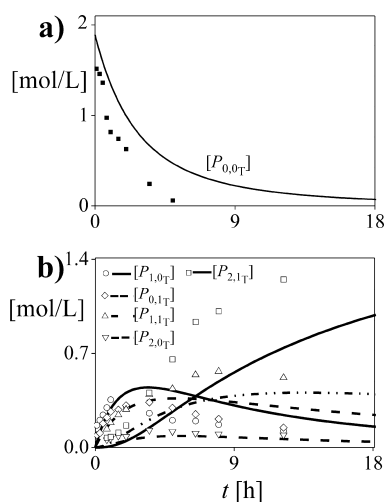 a)
2
[mol/L]
1
[P0,0T]
0
0 9 18
b)
1.4
[P1,0T] [P2,1T]
[mol/L]
[P0,1T]
[P1,1T]
0.7
[P2,0T]
0.0
0 9 18
t [h]